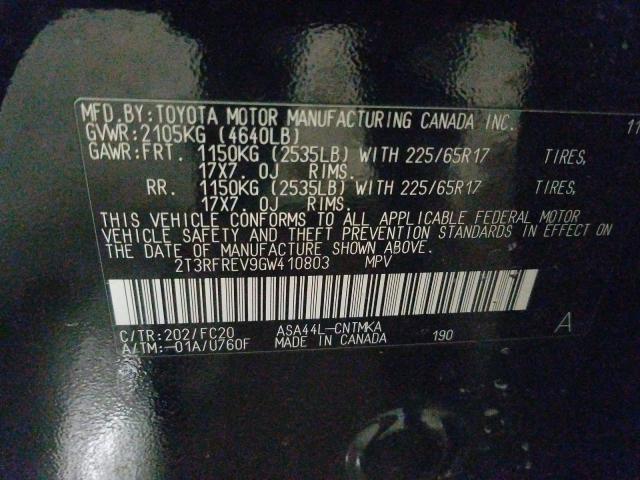 MFD.BY:TOYOTA MOTOR MANUFACTURING CANADA INC. 11
GVWR:2105KG (4640LB)
GAWR:FRT. 1150KG (2535LB) WITH 225/65R17 TIRES,
17X7. 0J RIMS.
RR. 1150KG (2535LB) WITH 225/65R17 TIRES,
17X7. 0J RIMS.
THIS VEHICLE CONFORMS TO ALL APPLICABLE FEDERAL MOTOR
VEHICLE SAFETY AND THEFT PREVENTION STANDARDS IN EFFECT ON
THE DATE OF MANUFACTURE SHOWN ABOVE.
2T3RFREV9GW410803 MPV
C/TR:202/FC20 ASA44L-CNTMKA 190 A
A/TM:-01A/U760F MADE IN CANADA